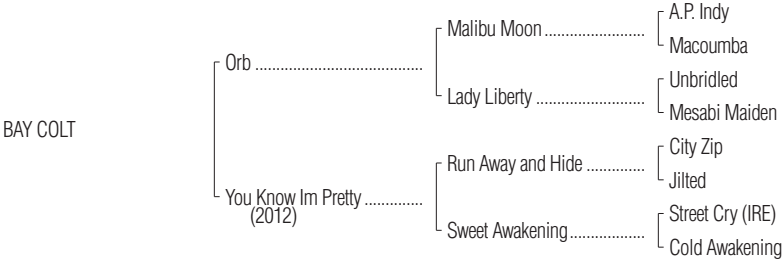 A.P. Indy
Malibu Moon ........................
Macoumba
Orb ........................................
Unbridled
Lady Liberty ..........................
Mesabi Maiden
BAY COLT
City Zip
Run Away and Hide ..............
Jilted
You Know Im Pretty ..............
(2012)
Street Cry (IRE)
Sweet Awakening..................
Cold Awakening